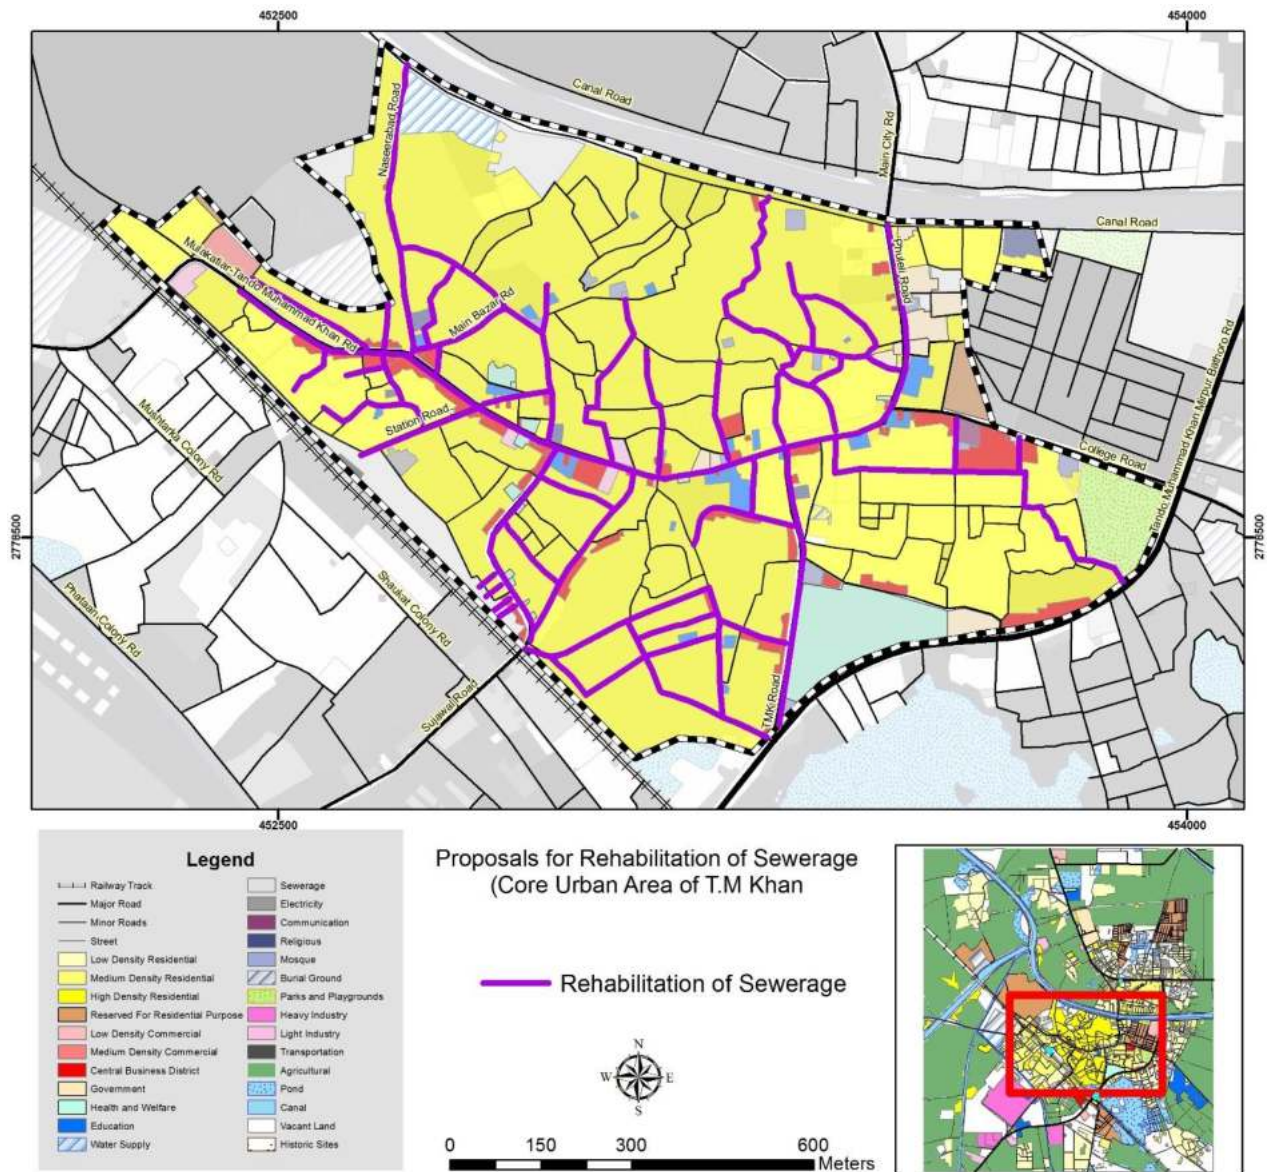 452500
454000
Canal Road
Main City Rd
Naseerabad Road
Canal Road
Phuleli Road
Mulakatiar-Tando Muhammad Khan Rd
Main Bazar Rd
Tando Muhammad Khan Mirpur Bathoro Rd
Station Road
Mushtarka Colony Rd
College Road
2778500
2778500
Shaukat Colony Rd
Phataan Colony Rd
Sujawal Road
TMK Road
452500
454000
Legend
Railway Track
Major Road
Minor Roads
Street
Low Density Residential
Medium Density Residential
High Density Residential
Reserved For Residential Purpose
Low Density Commercial
Medium Density Commercial
Central Business District
Government
Health and Welfare
Education
Water Supply
Sewerage
Electricity
Communication
Religious
Mosque
Burial Ground
Parks and Playgrounds
Heavy Industry
Light Industry
Transportation
Agricultural
Pond
Canal
Vacant Land
Historic Sites
Proposals for Rehabilitation of Sewerage
(Core Urban Area of T.M Khan
Rehabilitation of Sewerage
N
W E
S
0 150 300 600
Meters